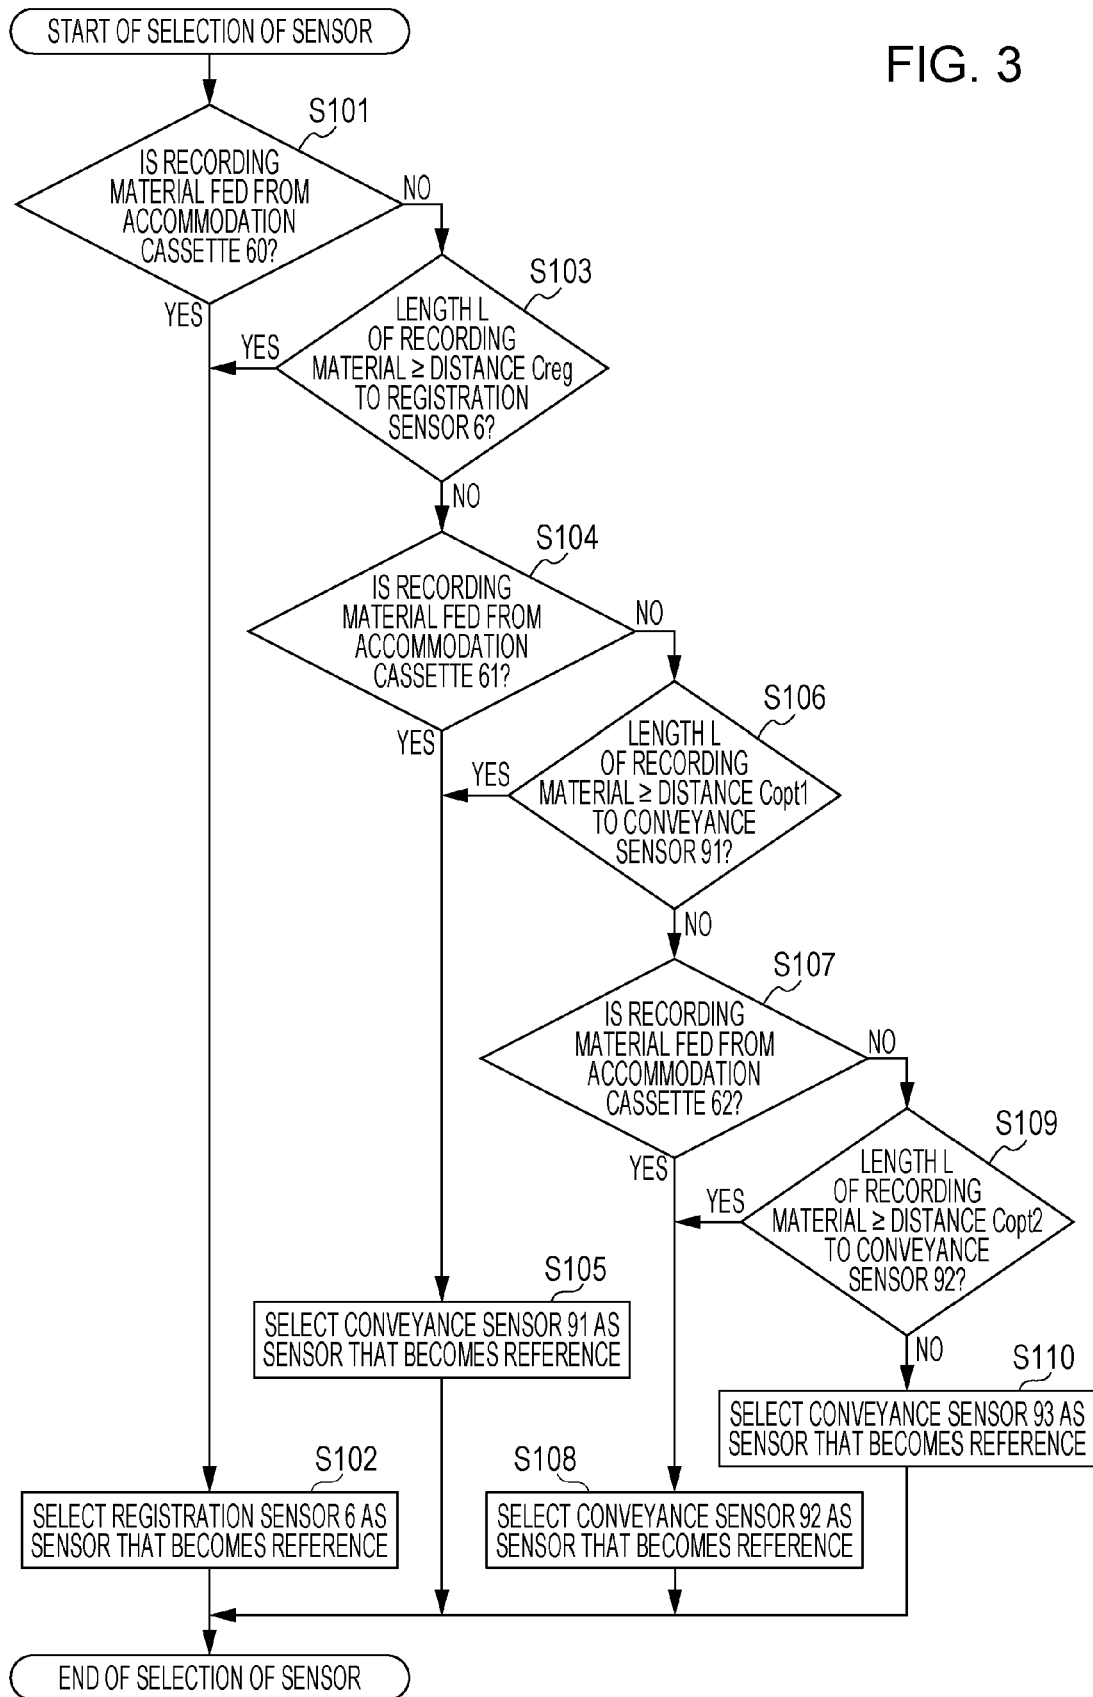 START OF SELECTION OF SENSOR
FIG. 3
S101
IS RECORDING
MATERIAL FED FROM
ACCOMMODATION
CASSETTE 60?
NO
YES
S103
LENGTH L
OF RECORDING
MATERIAL ≥ DISTANCE Creg
TO REGISTRATION
SENSOR 6?
YES
NO
S104
IS RECORDING
MATERIAL FED FROM
ACCOMMODATION
CASSETTE 61?
NO
YES
S106
LENGTH L
OF RECORDING
MATERIAL ≥ DISTANCE Copt1
TO CONVEYANCE
SENSOR 91?
YES
NO
S107
IS RECORDING
MATERIAL FED FROM
ACCOMMODATION
CASSETTE 62?
NO
YES
S109
LENGTH L
OF RECORDING
MATERIAL ≥ DISTANCE Copt2
TO CONVEYANCE
SENSOR 92?
YES
NO
S105
SELECT CONVEYANCE SENSOR 91 AS
SENSOR THAT BECOMES REFERENCE
S110
SELECT CONVEYANCE SENSOR 93 AS
SENSOR THAT BECOMES REFERENCE
S102
SELECT REGISTRATION SENSOR 6 AS
SENSOR THAT BECOMES REFERENCE
S108
SELECT CONVEYANCE SENSOR 92 AS
SENSOR THAT BECOMES REFERENCE
END OF SELECTION OF SENSOR